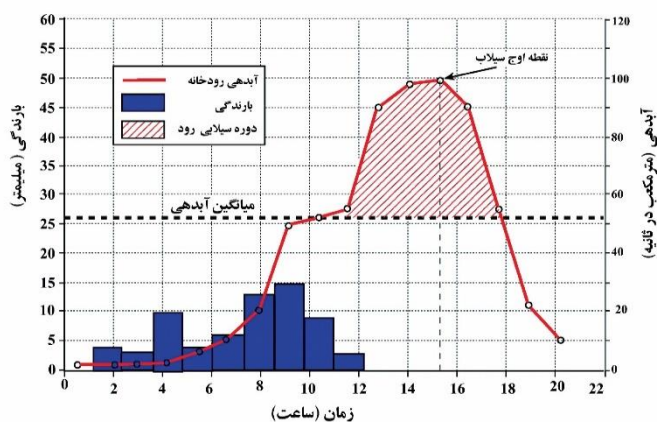 60
55
50
45
40
35
30
25
20
15
10
5
0
بارندگی (میلیمتر)
120
100
80
60
40
20
0
آبدهی (مترمکعب در ثانیه)
نقطه اوج سیلاب
آبدهی رودخانه
بارندگی
دوره سیلابی رود
میانگین آبدهی
0 2 4 6 8 10 12 14 16 18 20 22
زمان (ساعت)